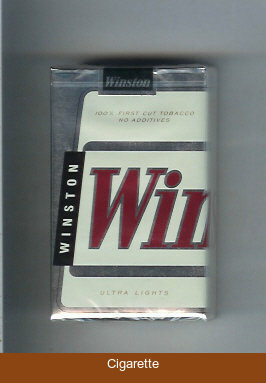 Winston
100% FIRST CUT TOBACCO
NO ADDITIVES
WINSTON
Win
ULTRA LIGHTS
Cigarette